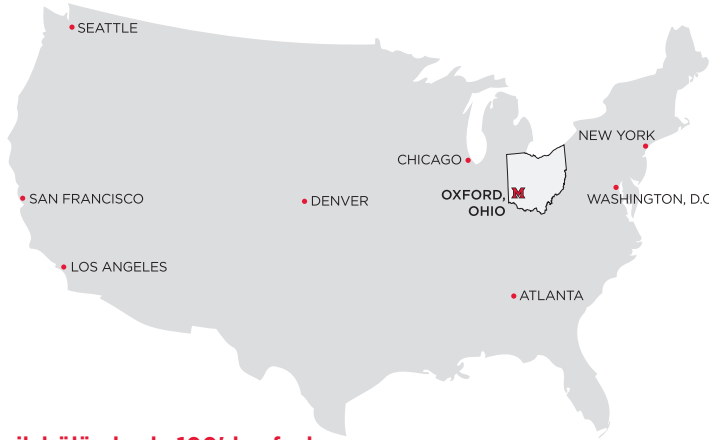 SEATTLE
NEW YORK
CHICAGO
OXFORD,
OHIO
M
WASHINGTON, D.C
SAN FRANCISCO
DENVER
LOS ANGELES
ATLANTA